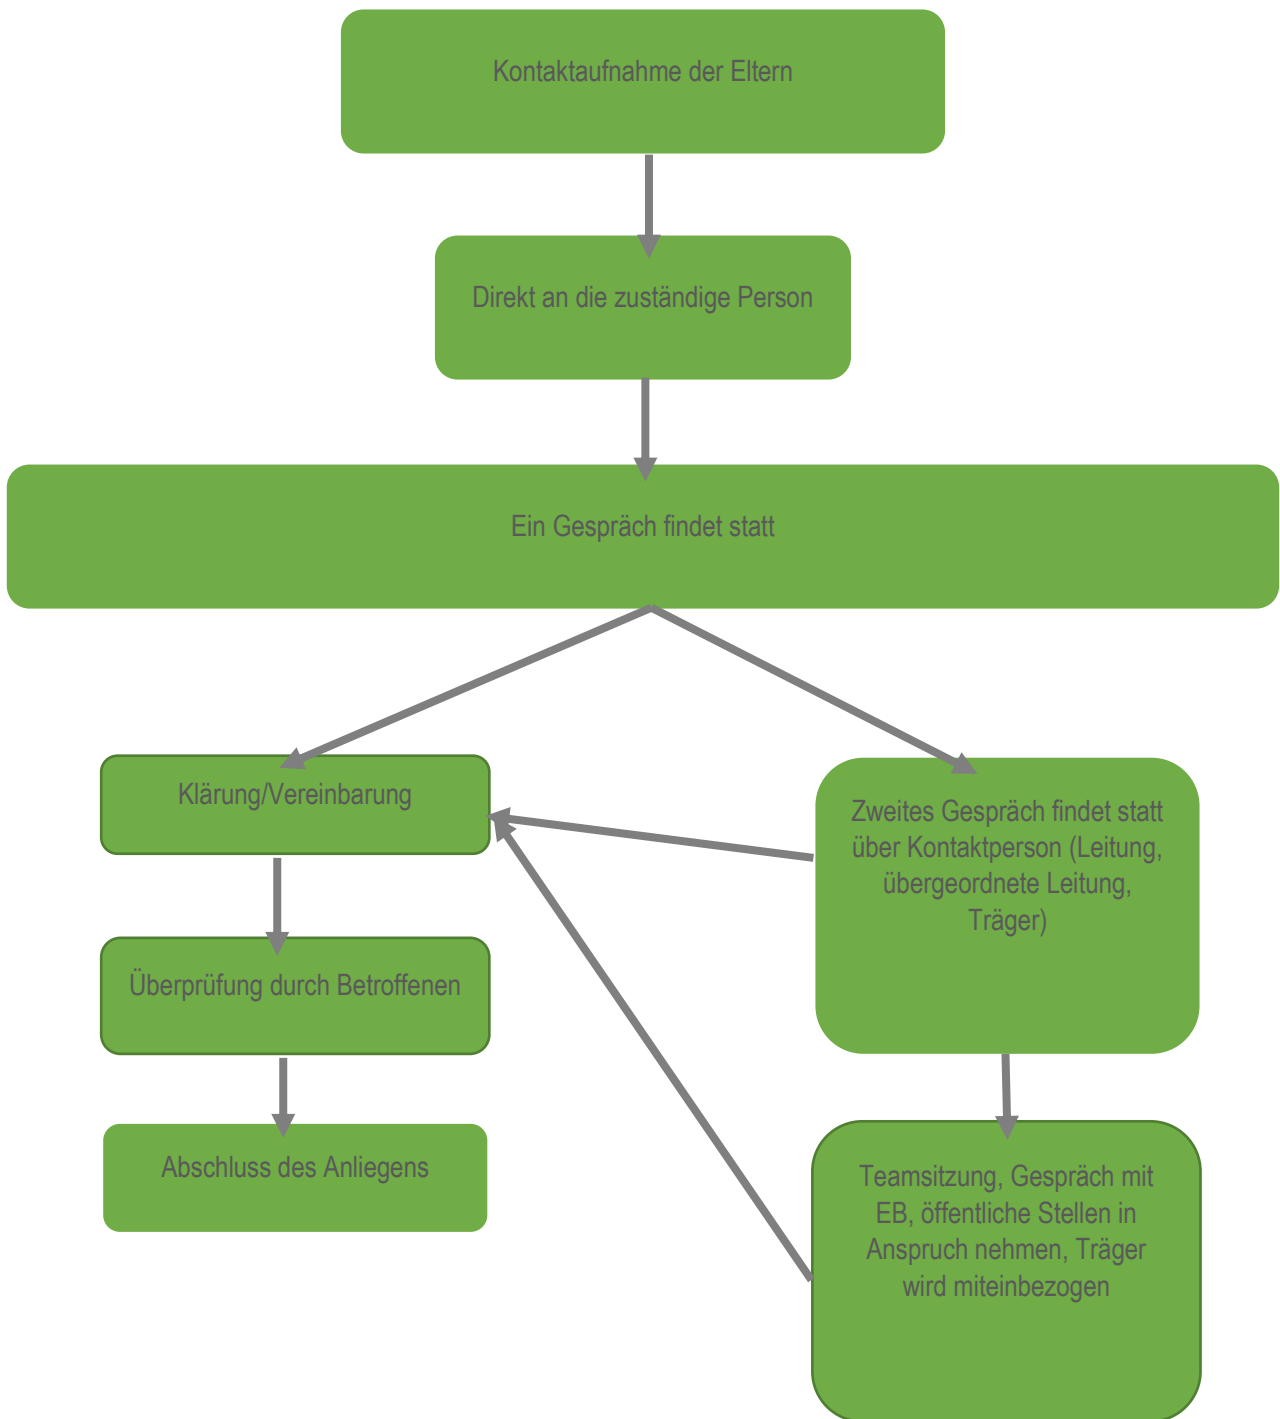 Kontaktaufnahme der Eltern
Direkt an die zuständige Person
Ein Gespräch findet statt
Klärung/Vereinbarung
Überprüfung durch Betroffenen
Abschluss des Anliegens
Zweites Gespräch findet statt
über Kontaktperson (Leitung,
übergeordnete Leitung,
Träger)
Teamsitzung, Gespräch mit
EB, öffentliche Stellen in
Anspruch nehmen, Träger
wird miteinbezogen